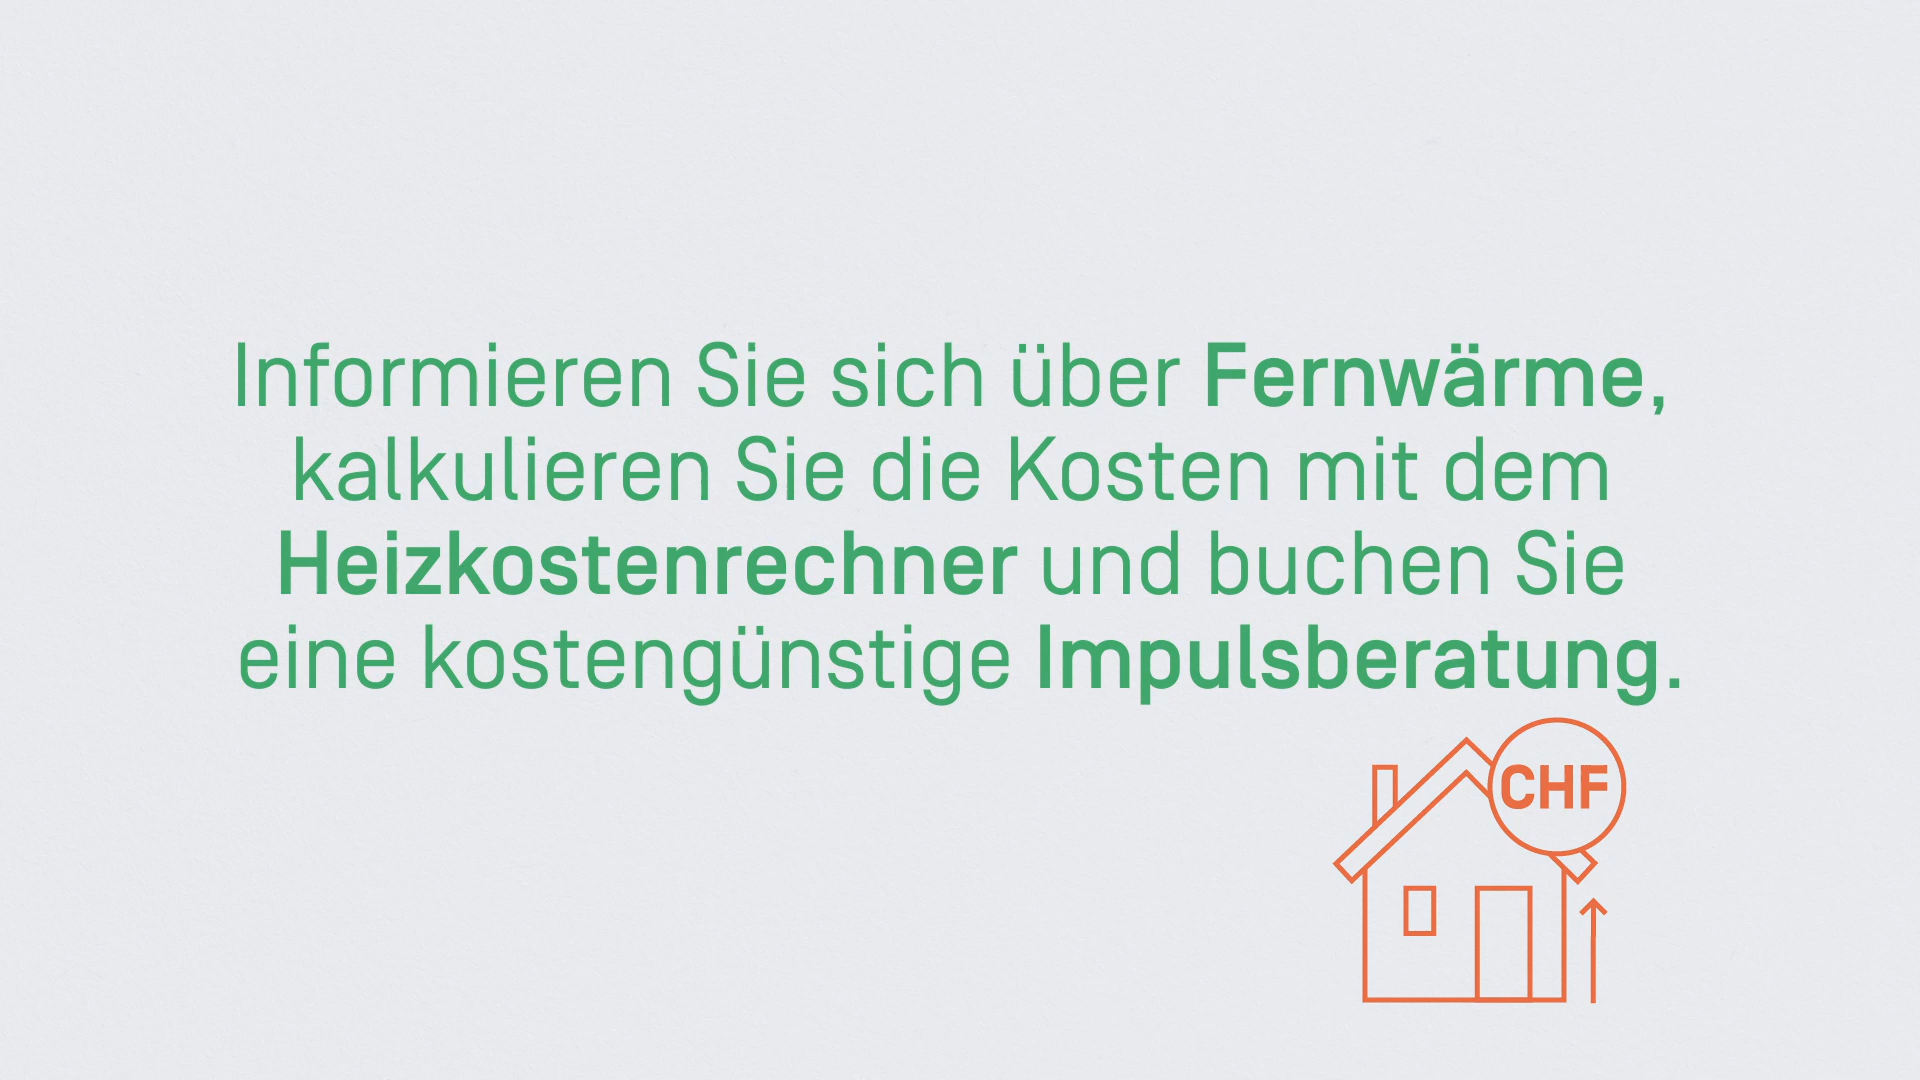 Informieren Sie sich über Fernwärme,
kalkulieren Sie die Kosten mit dem
Heizkostenrechner und buchen Sie
eine kostengünstige Impulsberatung.
CHF